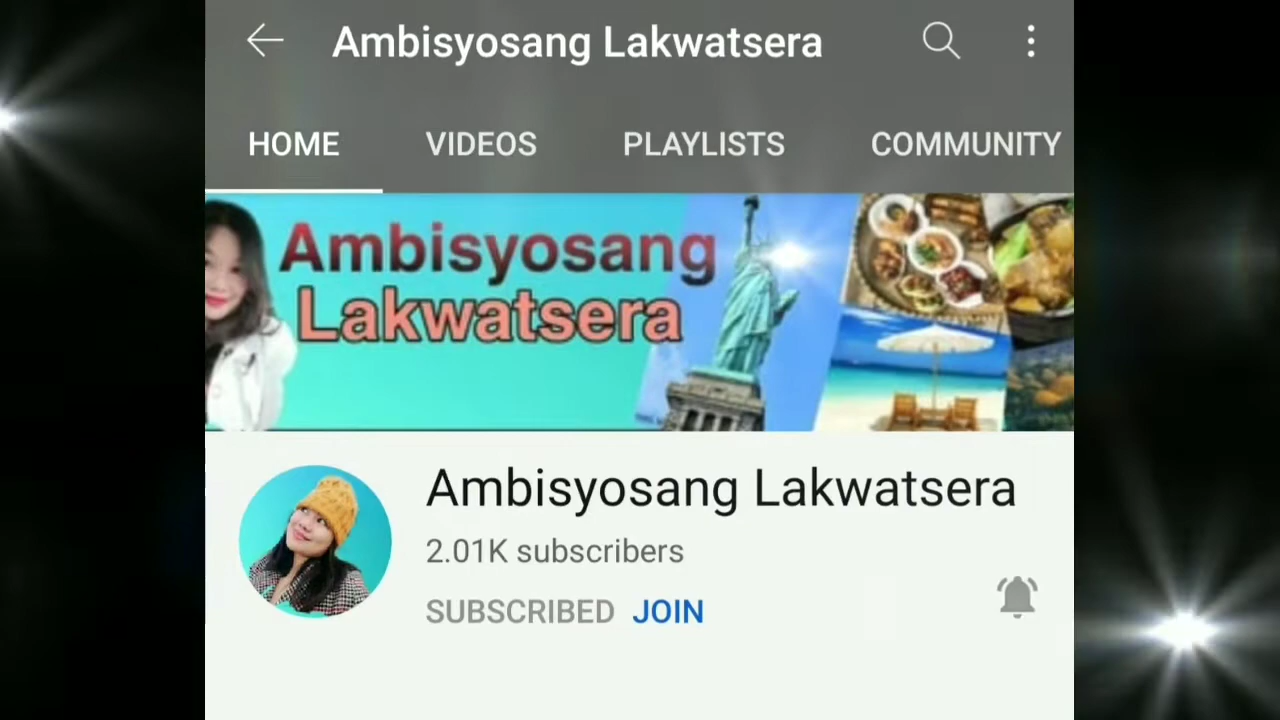 Ambisyosang Lakwatsera
HOME VIDEOS PLAYLISTS COMMUNITY
Ambisyosang
Lakwatsera
Ambisyosang Lakwatsera
2.01K subscribers
SUBSCRIBED JOIN